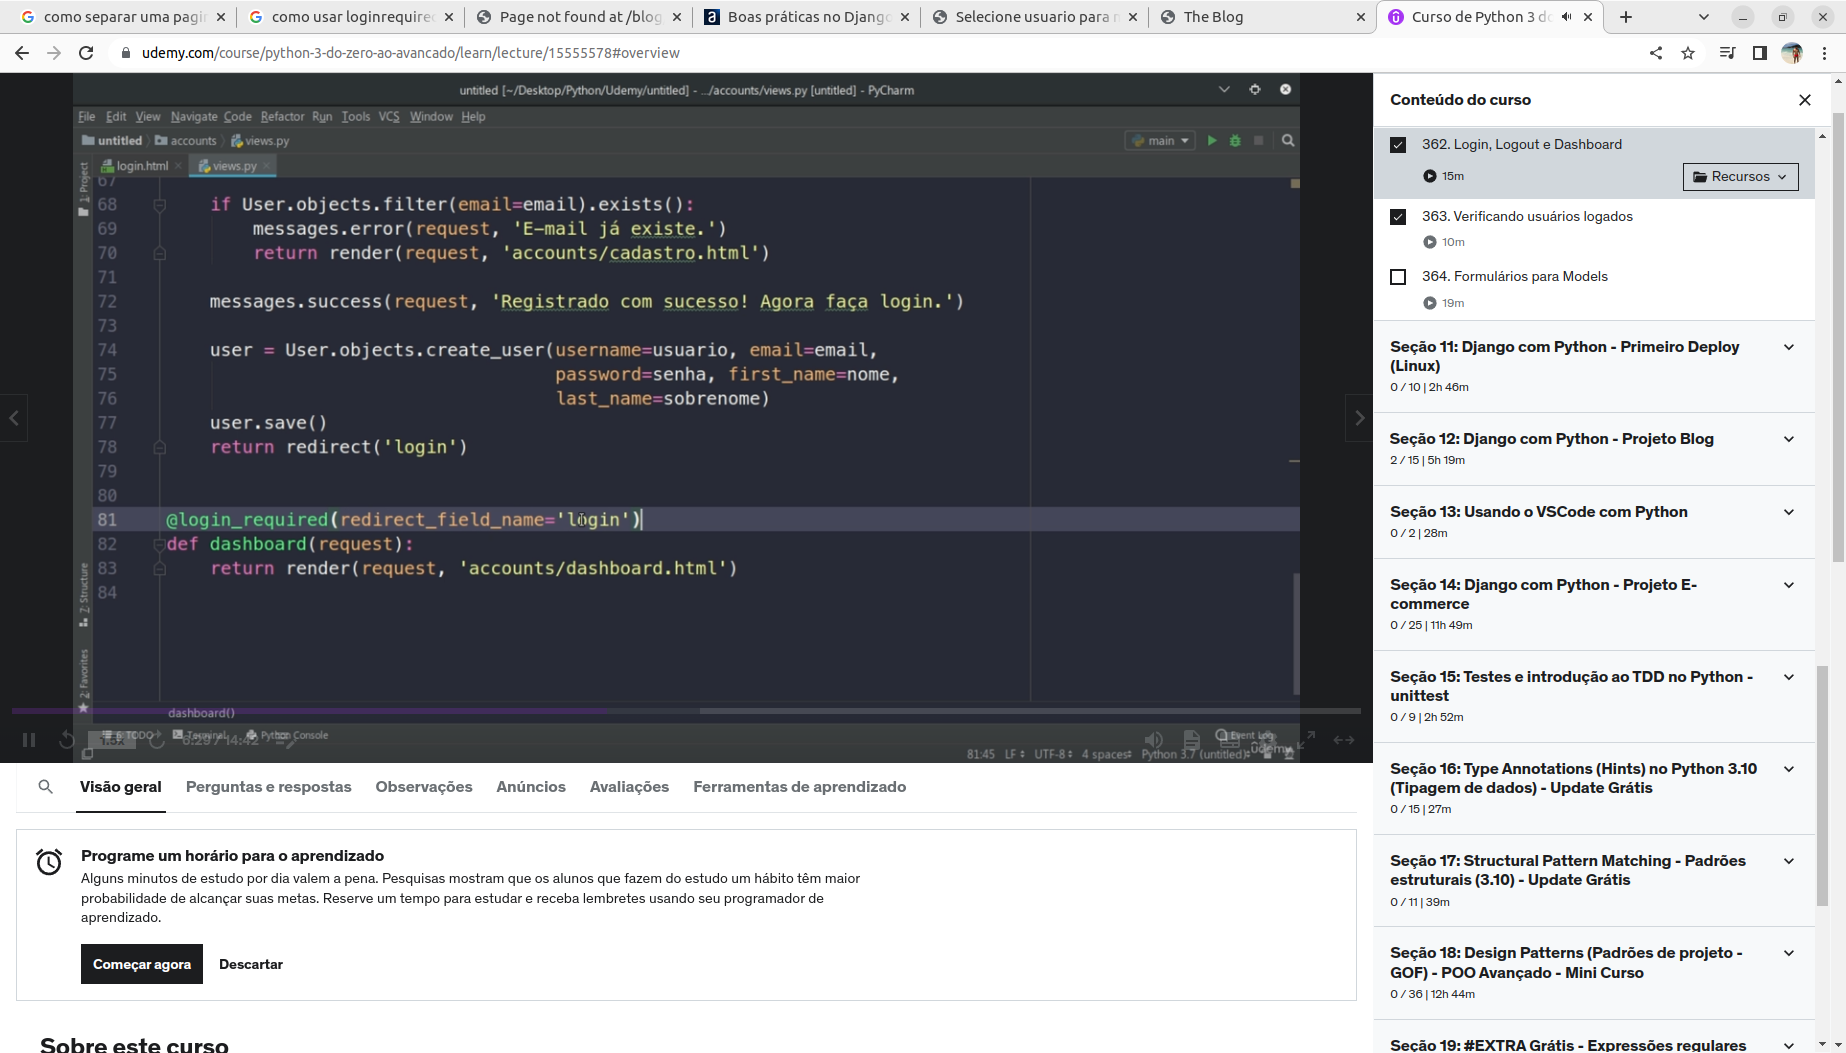 como separar uma pagin
como usar loginrequired
Page not found at /blog
Boas práticas no Django
Selecione usuario para m
The Blog
Curso de Python 3 do
udemy.com/course/python-3-do-zero-ao-avancado/learn/lecture/15555578#overview
untitled [~/Desktop/Python/Udemy/untitled] - .../accounts/views.py [untitled] - PyCharm
File Edit View Navigate Code Refactor Run Tools VCS Window Help
untitled accounts views.py
main
login.html
views.py
1: Project
Z: Structure
2: Favorites
67
68 if User.objects.filter(email=email).exists():
69 messages.error(request, 'E-mail já existe.')
70 return render(request, 'accounts/cadastro.html')
71
72 messages.success(request, 'Registrado com sucesso! Agora faça login.')
73
74 user = User.objects.create_user(username=usuario, email=email,
75 password=senha, first_name=nome,
76 last_name=sobrenome)
77 user.save()
78 return redirect('login')
79
80
81 @login_required(redirect_field_name='login')
82 def dashboard(request):
83 return render(request, 'accounts/dashboard.html')
84
dashboard()
6: TODO Terminal Python Console
1.5x 6:29 / 14:42
Event Log
81:45 LF UTF-8 4 spaces Python 3.7 (untitled)
ûdemy
Conteúdo do curso
362. Login, Logout e Dashboard
15m
Recursos
363. Verificando usuários logados
10m
364. Formulários para Models
19m
Seção 11: Django com Python - Primeiro Deploy
(Linux)
0 / 10 | 2h 46m
Seção 12: Django com Python - Projeto Blog
2 / 15 | 5h 19m
Seção 13: Usando o VSCode com Python
0 / 2 | 28m
Seção 14: Django com Python - Projeto E-
commerce
0 / 25 | 11h 49m
Seção 15: Testes e introdução ao TDD no Python -
unittest
0 / 9 | 2h 52m
Seção 16: Type Annotations (Hints) no Python 3.10
(Tipagem de dados) - Update Grátis
0 / 15 | 27m
Seção 17: Structural Pattern Matching - Padrões
estruturais (3.10) - Update Grátis
0 / 11 | 39m
Seção 18: Design Patterns (Padrões de projeto -
GOF) - POO Avançado - Mini Curso
0 / 36 | 12h 44m
Seção 19: #EXTRA Grátis - Expressões regulares
Visão geral
Perguntas e respostas
Observações
Anúncios
Avaliações
Ferramentas de aprendizado
Programe um horário para o aprendizado
Alguns minutos de estudo por dia valem a pena. Pesquisas mostram que os alunos que fazem do estudo um hábito têm maior
probabilidade de alcançar suas metas. Reserve um tempo para estudar e receba lembretes usando seu programador de
aprendizado.
Começar agora
Descartar
Sobre este curso